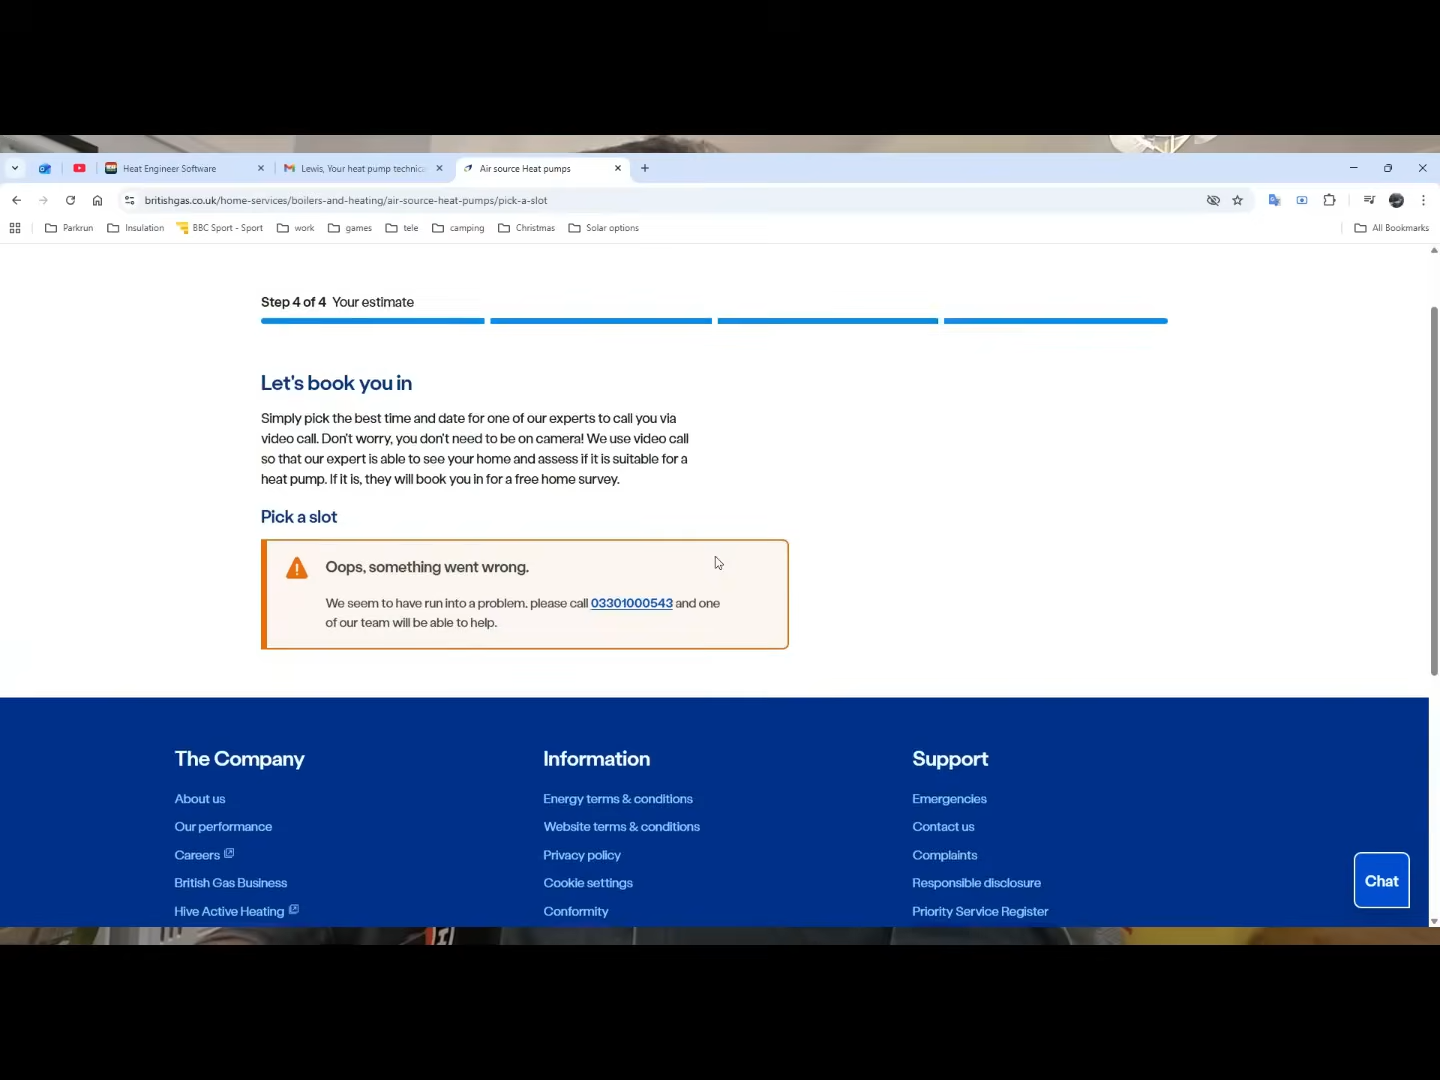 Heat Engineer Software
Lewis, Your heat pump technic
Air source Heat pumps
britishgas.co.uk/home-services/boilers-and-heating/air-source-heat-pumps/pick-a-slot
Parkrun
Insulation
BBC Sport - Sport
work
games
tele
camping
Christmas
Solar options
All Bookmarks
Step 4 of 4 Your estimate
Let's book you in
Simply pick the best time and date for one of our experts to call you via
video call. Don't worry, you don't need to be on camera! We use video call
so that our expert is able to see your home and assess if it is suitable for a
heat pump. If it is, they will book you in for a free home survey.
Pick a slot
Oops, something went wrong.
We seem to have run into a problem, please call 03301000543 and one
of our team will be able to help.
The Company
About us
Our performance
Careers
British Gas Business
Hive Active Heating
Information
Energy terms & conditions
Website terms & conditions
Privacy policy
Cookie settings
Conformity
Support
Emergencies
Contact us
Complaints
Responsible disclosure
Priority Service Register
Chat